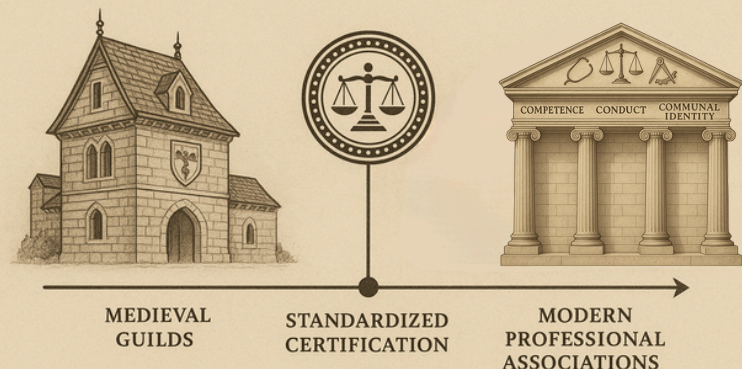 COMPETENCE CONDUCT COMMUNAL
IDENTITY
MEDIEVAL
GUILDS
STANDARDIZED
CERTIFICATION
MODERN
PROFESSIONAL
ASSOCIATIONS